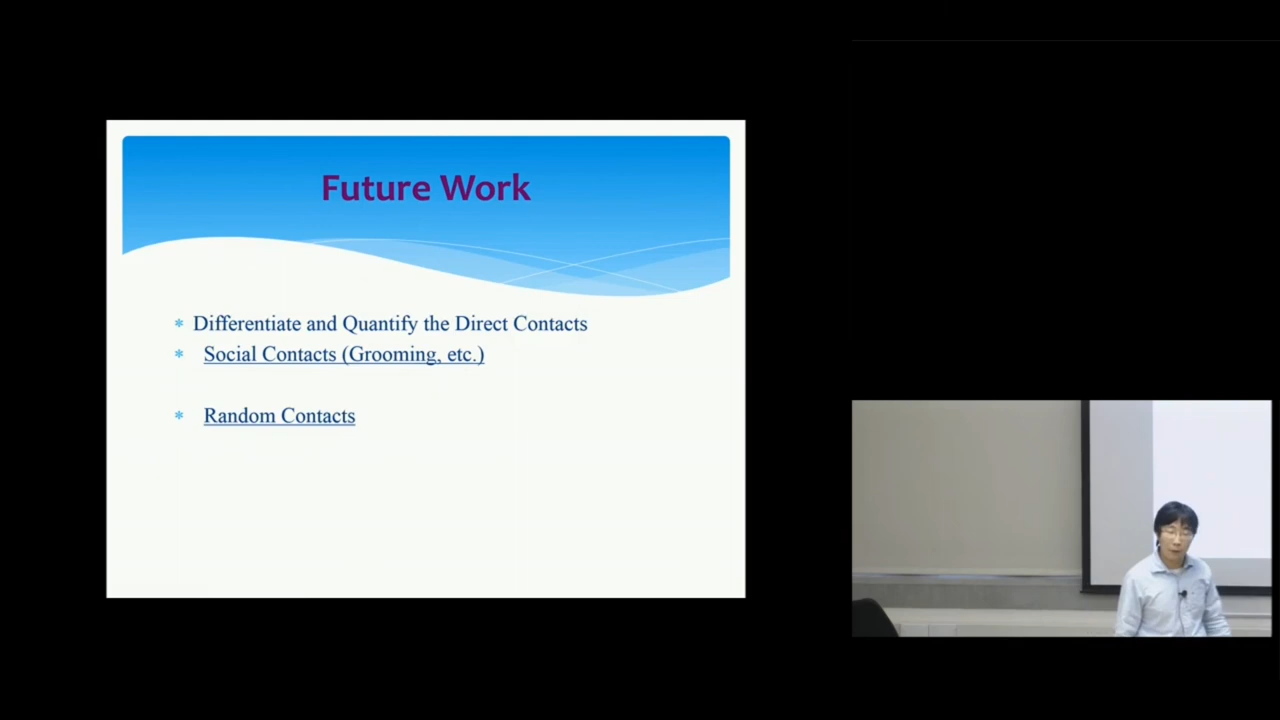 Future Work
* Differentiate and Quantify the Direct Contacts
* Social Contacts (Grooming, etc.)
* Random Contacts